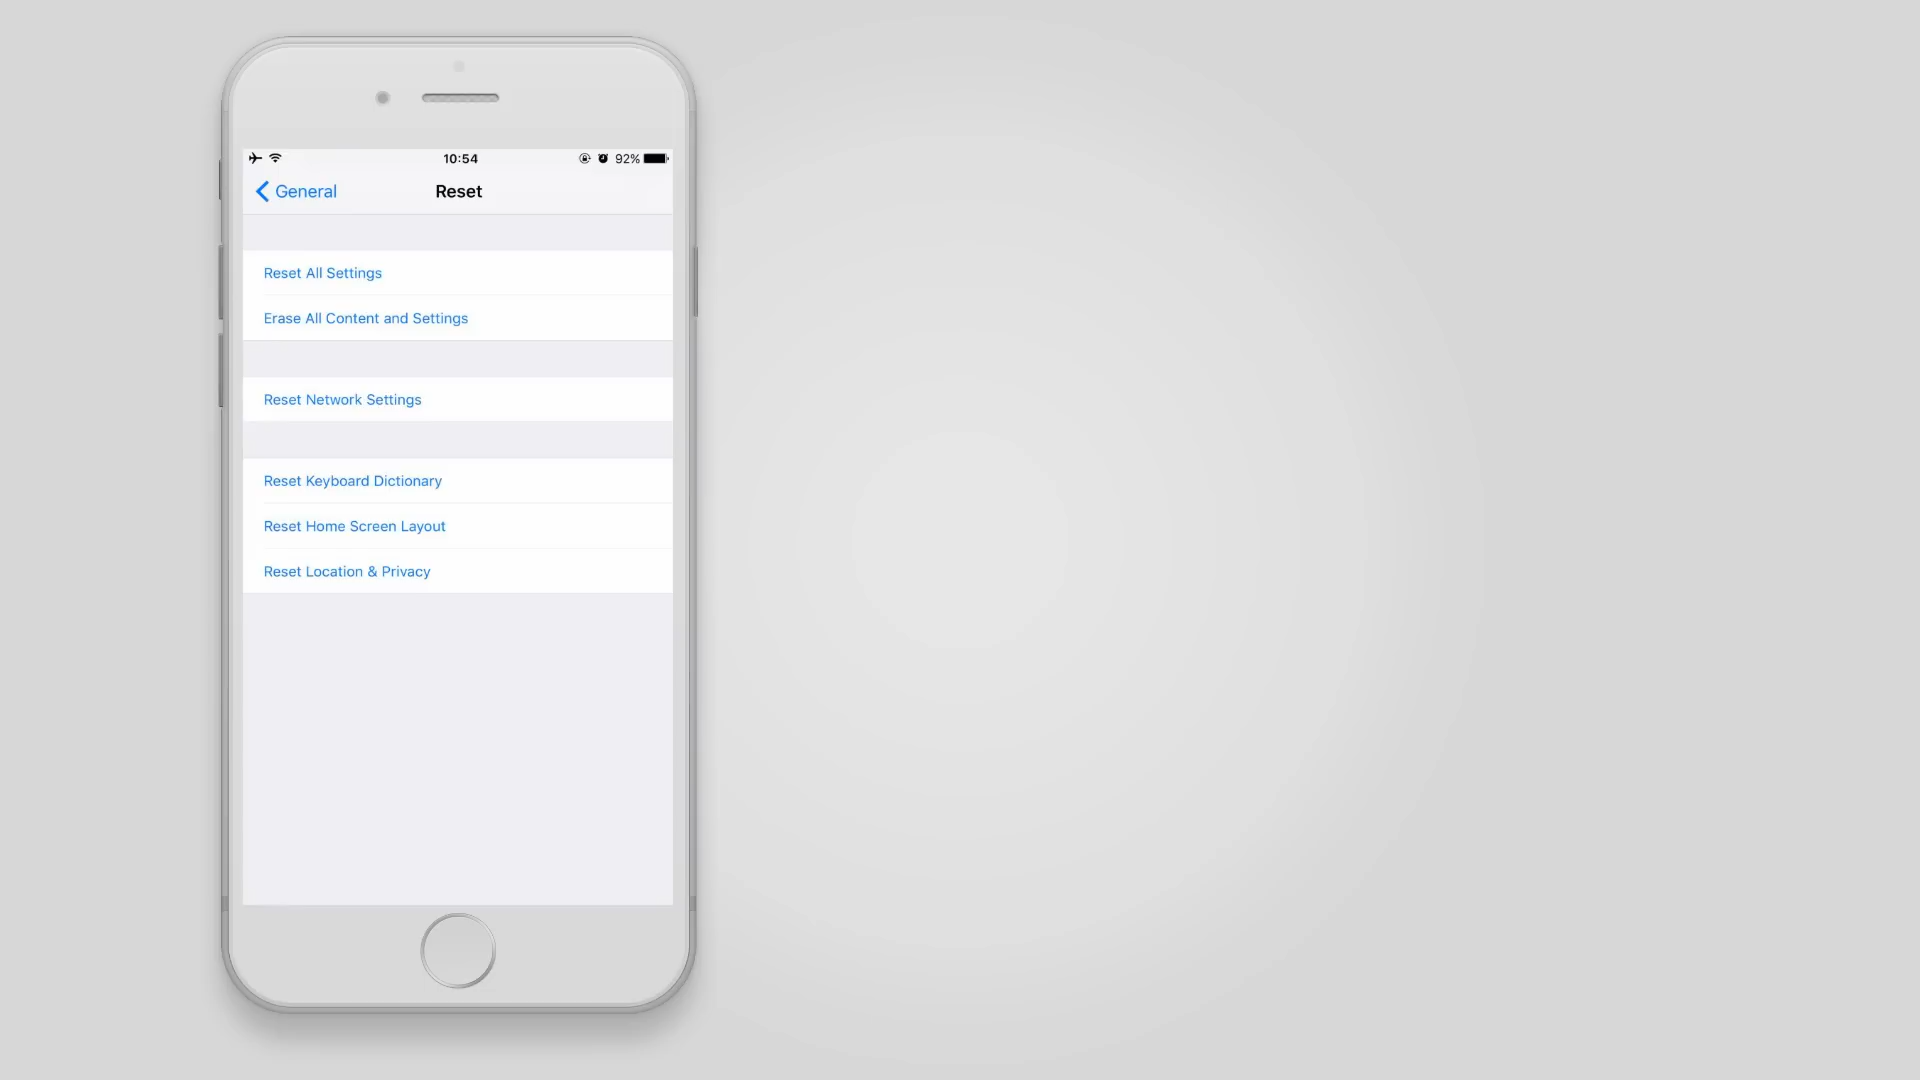 10:54
92%
General
Reset
Reset All Settings
Erase All Content and Settings
Reset Network Settings
Reset Keyboard Dictionary
Reset Home Screen Layout
Reset Location & Privacy